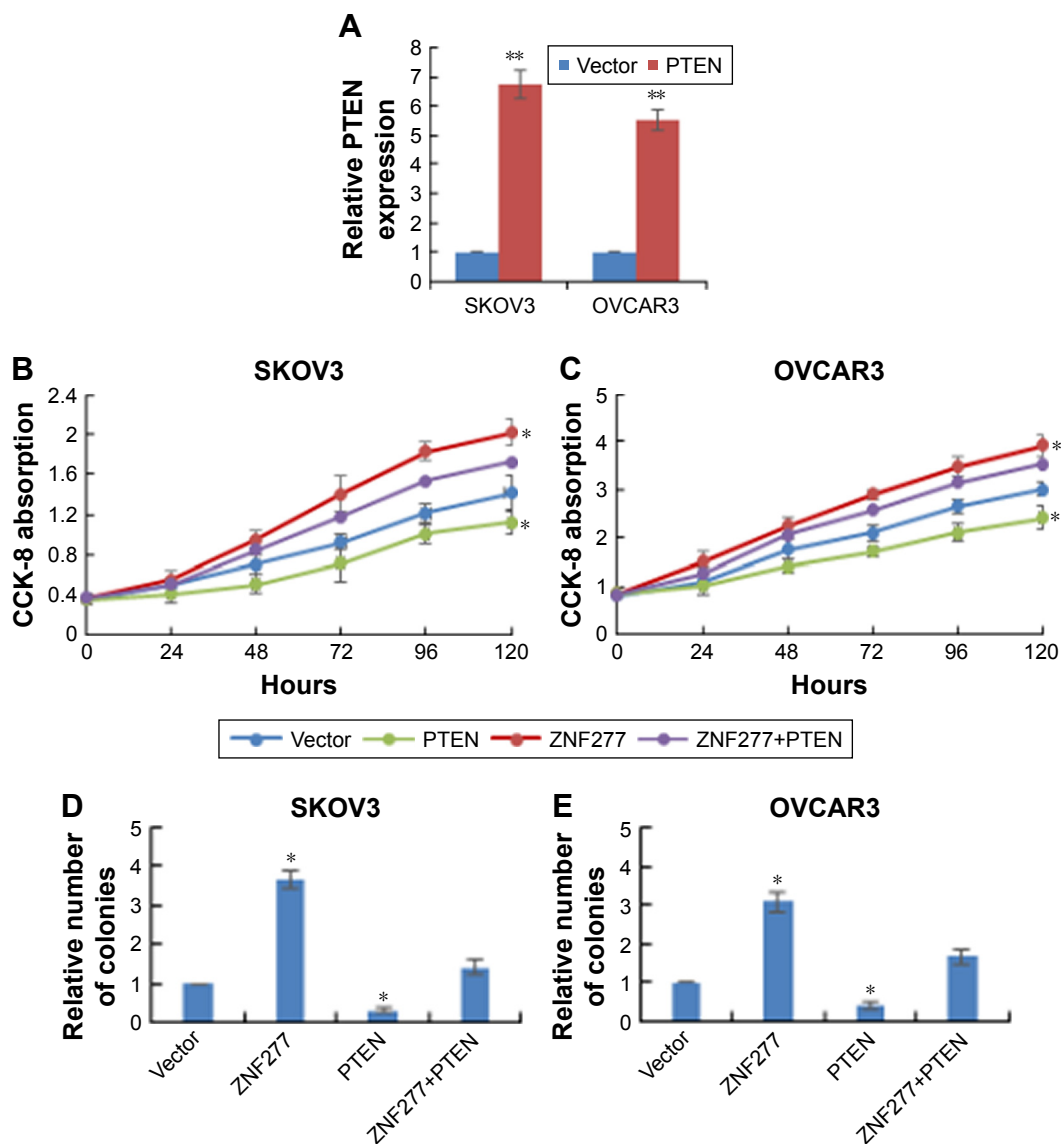 A
Relative PTEN
expression
8
7
6
5
4
3
2
1
0
Vector PTEN
**
**
SKOV3 OVCAR3
B
SKOV3
CCK-8 absorption
2.4
2
1.6
1.2
0.8
0.4
0
*
*
0 24 48 72 96 120
Hours
C
OVCAR3
CCK-8 absorption
5
4
3
2
1
0
*
*
0 24 48 72 96 120
Hours
Vector PTEN ZNF277 ZNF277+PTEN
D
SKOV3
Relative number
of colonies
5
4
3
2
1
0
*
*
Vector
ZNF277
PTEN
ZNF277+PTEN
E
OVCAR3
Relative number
of colonies
5
4
3
2
1
0
*
*
Vector
ZNF277
PTEN
ZNF277+PTEN